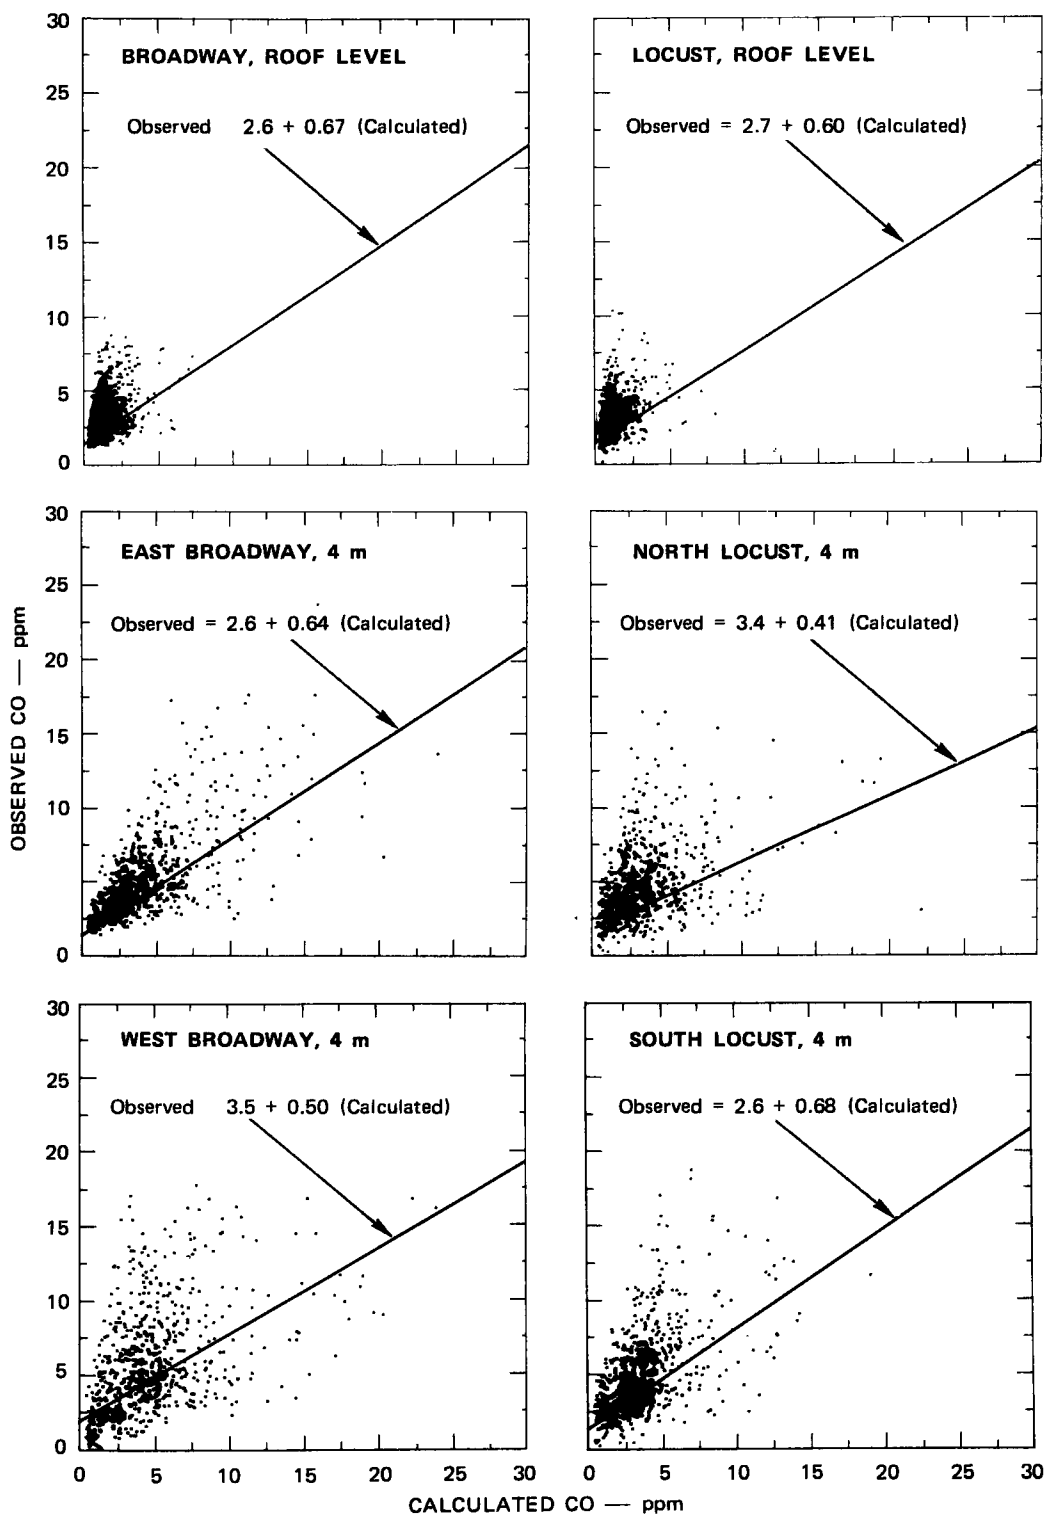 30
BROADWAY, ROOF LEVEL
25
Observed 2.6 + 0.67 (Calculated)
20
15
10
5
0
LOCUST, ROOF LEVEL
Observed = 2.7 + 0.60 (Calculated)
30
EAST BROADWAY, 4 m
25
Observed = 2.6 + 0.64 (Calculated)
20
15
10
5
0
NORTH LOCUST, 4 m
Observed = 3.4 + 0.41 (Calculated)
OBSERVED CO — ppm
30
WEST BROADWAY, 4 m
25
Observed 3.5 + 0.50 (Calculated)
20
15
10
5
0
0 5 10 15 20 25 30
SOUTH LOCUST, 4 m
Observed = 2.6 + 0.68 (Calculated)
0 5 10 15 20 25 30
CALCULATED CO — ppm